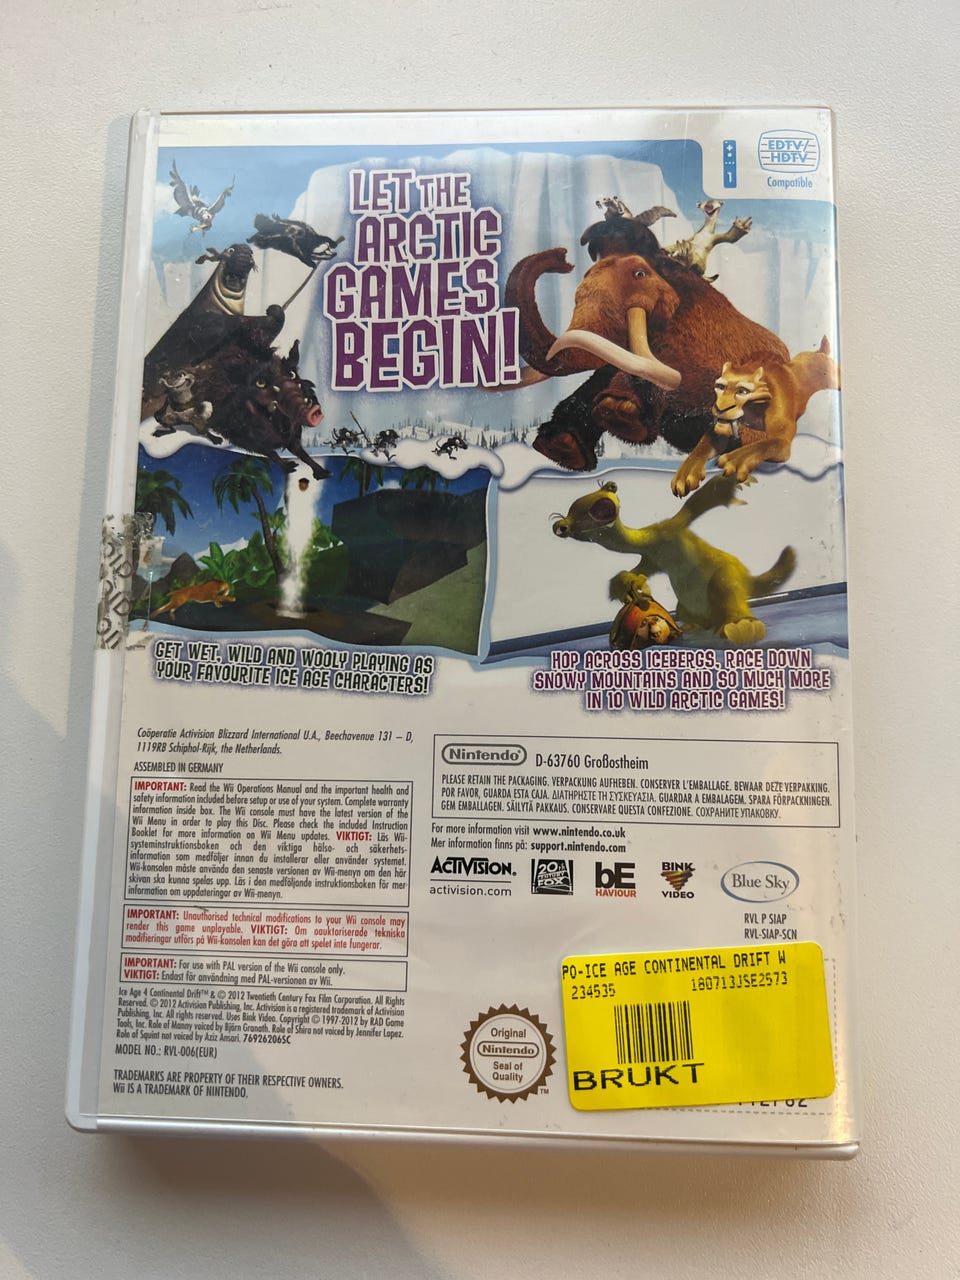 EDTV/
HDTV
Compatible
1
LET THE
ARCTIC
GAMES
BEGIN!
GET WET, WILD AND WOOLY PLAYING AS
YOUR FAVOURITE ICE AGE CHARACTERS!
HOP ACROSS ICEBERGS, RACE DOWN
SNOWY MOUNTAINS AND SO MUCH MORE
IN 10 WILD ARCTIC GAMES!
Coöperatie Activision Blizzard International U.A., Beechavenue 131 – D,
1119RB Schiphol-Rijk, the Netherlands.
ASSEMBLED IN GERMANY
IMPORTANT: Read the Wii Operations Manual and the important health and
safety information included before setup or use of your system. Complete warranty
information inside box. The Wii console must have the latest version of the
Wii Menu in order to play this Disc. Please check the included Instruction
Booklet for more information on Wii Menu updates. VIKTIGT: Läs Wii-
systeminstruktionsboken och den viktiga hälso- och säkerhets-
information som medföljer innan du installerar eller använder systemet.
Wii-konsolen måste använda den senaste versionen av Wii-menyn om den här
skivan ska kunna spelas upp. Läs i den medföljande instruktionsboken för mer
information om uppdateringar av Wii-menyn.
IMPORTANT: Unauthorised technical modifications to your Wii console may
render this game unplayable. VIKTIGT: Om oauktoriserade tekniska
modifieringar utförs på Wii-konsolen kan det göra att spelet inte fungerar.
IMPORTANT: For use with PAL version of the Wii console only.
VIKTIGT: Endast för användning med PAL-versionen av Wii.
Ice Age 4 Continental Drift™ & © 2012 Twentieth Century Fox Film Corporation. All Rights
Reserved. © 2012 Activision Publishing, Inc. Activision is a registered trademark of Activision
Publishing, Inc. All rights reserved. Uses Bink Video. Copyright © 1997-2012 by RAD Game
Tools, Inc. Role of Manny voiced by Björn Granath. Role of Shira not voiced by Jennifer Lopez.
Role of Squint not voiced by Aziz Ansari. 76926206SC
MODEL NO.: RVL-006(EUR)
TRADEMARKS ARE PROPERTY OF THEIR RESPECTIVE OWNERS.
Wii IS A TRADEMARK OF NINTENDO.
Nintendo D-63760 Großostheim
PLEASE RETAIN THE PACKAGING. VERPACKUNG AUFHEBEN. CONSERVER L'EMBALLAGE. BEWAAR DEZE VERPAKKING.
POR FAVOR, GUARDA ESTA CAJA. ΔΙΑΤΗΡΗΣΤΕ ΤΗ ΣΥΣΚΕΥΑΣΙΑ. GUARDAR A EMBALAGEM. SPARA FÖRPACKNINGEN.
GEM EMBALLAGEN. SÄILYTÄ PAKKAUS. CONSERVARE QUESTA CONFEZIONE. СОХРАНИТЕ УПАКОВКУ.
For more information visit www.nintendo.co.uk
Mer information finns på: support.nintendo.com
ACTIVISION.
activision.com
20th
CENTURY
FOX
bE
HAVIOUR
BINK
VIDEO
Blue Sky
RVL P SIAP
RVL-SIAP-SCN
Original
Nintendo
Seal of
Quality
TM
PO-ICE AGE CONTINENTAL DRIFT W
234535 180713JSE2573
BRUKT